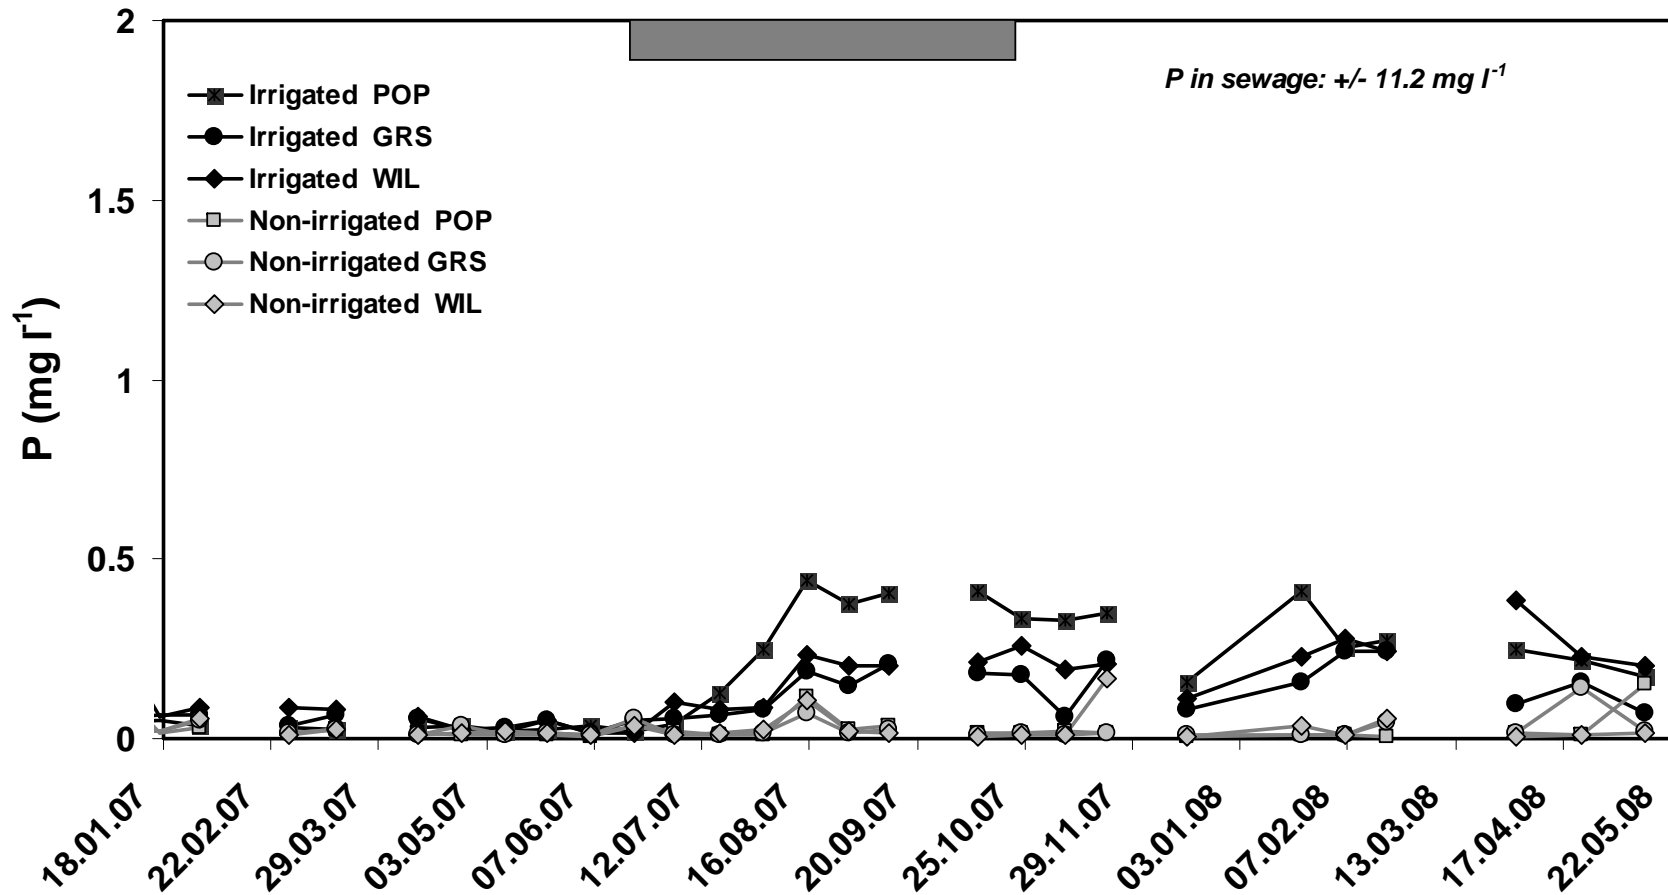 P in sewage: +/- 11.2 mg l-1
Irrigated POP
Irrigated GRS
Irrigated WIL
Non-irrigated POP
Non-irrigated GRS
Non-irrigated WIL
P (mg l-1)
2
1.5
1
0.5
0
18.01.07
22.02.07
29.03.07
03.05.07
07.06.07
12.07.07
16.08.07
20.09.07
25.10.07
29.11.07
03.01.08
07.02.08
13.03.08
17.04.08
22.05.08